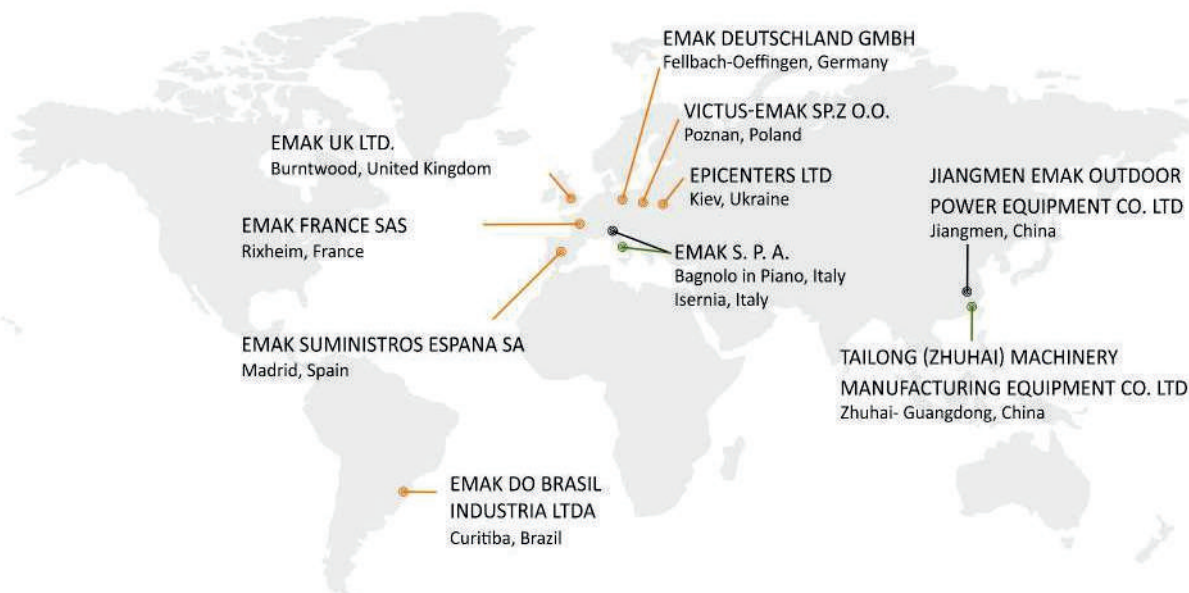 EMAK DEUTSCHLAND GMBH
Fellbach-Oeffingen, Germany
VICTUS-EMAK SP.Z O.O.
Poznan, Poland
EMAK UK LTD.
Burntwood, United Kingdom
EPICENTERS LTD
Kiev, Ukraine
JIANGMEN EMAK OUTDOOR
POWER EQUIPMENT CO. LTD
Jiangmen, China
EMAK FRANCE SAS
Rixheim, France
EMAK S. P. A.
Bagnolo in Piano, Italy
Isernia, Italy
EMAK SUMINISTROS ESPANA SA
Madrid, Spain
TAILONG (ZHUHAI) MACHINERY
MANUFACTURING EQUIPMENT CO. LTD
Zhuhai- Guangdong, China
EMAK DO BRASIL
INDUSTRIA LTDA
Curitiba, Brazil